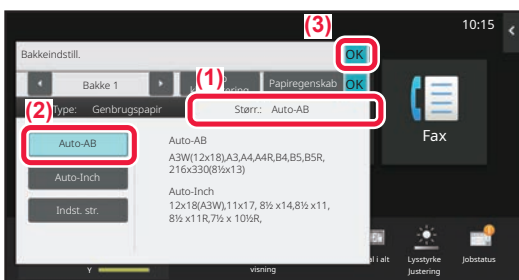 10:15
(3)
Bakkeindstill.
OK
(1)
Bakke 1
Papiregenskab
OK
(2)
Type: Genbrugspapir
Størr.: Auto-AB
Auto-AB
Auto-Inch
Indst. str.
Auto-AB
A3W(12x18),A3,A4,A4R,B4,B5,B5R,
216x330(8½x13)
Auto-Inch
12x18(A3W),11x17, 8½ x14,8½ x11,
8½ x11R,7½ x 10½R,
Fax
l i alt
Lysstyrke
Justering
Jobstatus
Y
visning